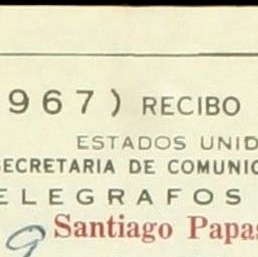 967) RECIBO
ESTADOS UNID
SECRETARIA DE COMUNIC
ELEGRAFOS
Santiago Papas